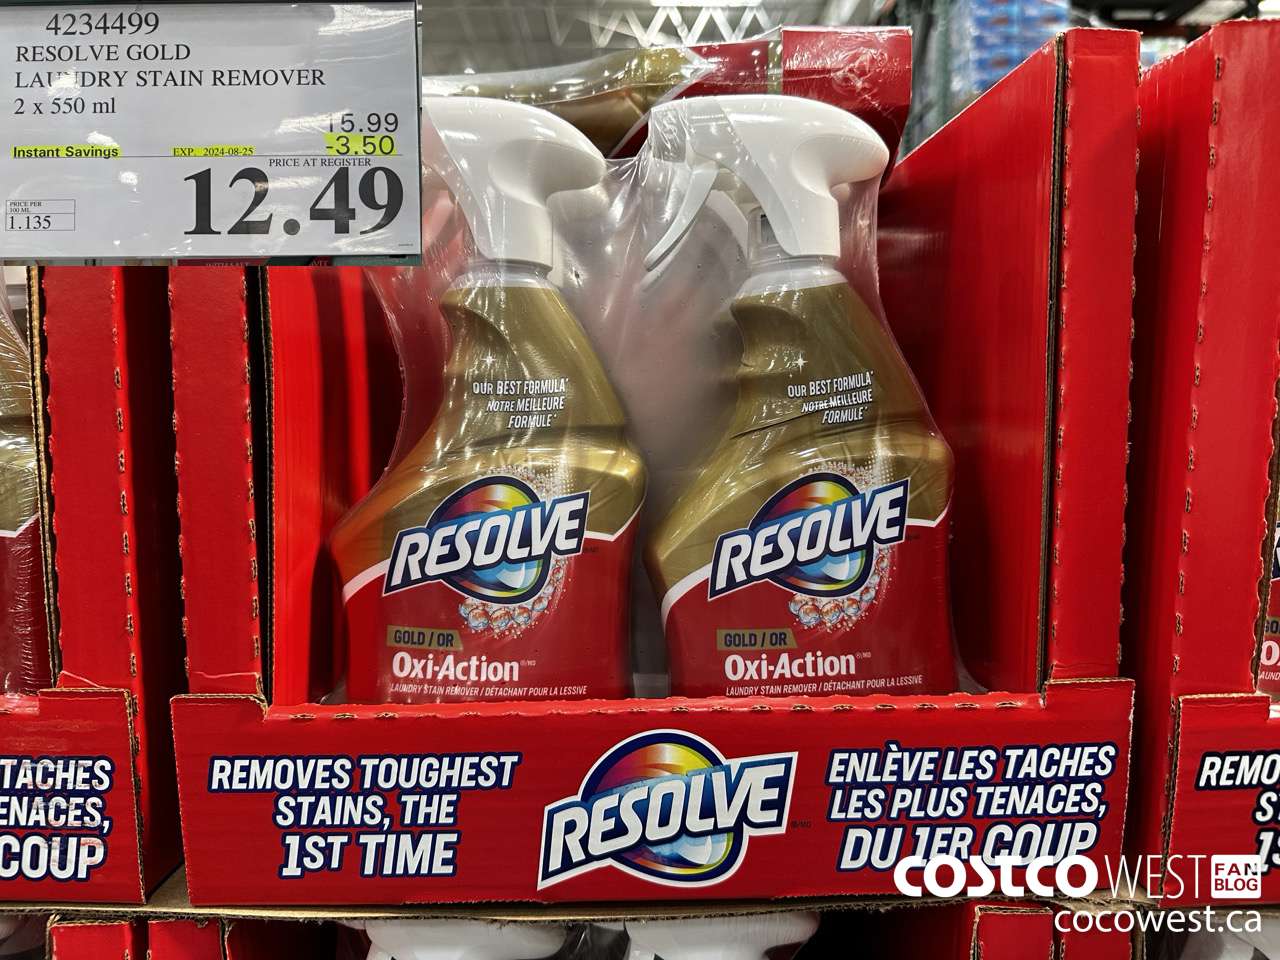 4234499
RESOLVE GOLD
LAUNDRY STAIN REMOVER
2 x 550 ml
15.99
Instant Savings EXP. 2024-08-25 -3.50
PRICE AT REGISTER
12.49
PRICE PER
100 ML
1.135
OUR BEST FORMULA*
NOTRE MEILLEURE
FORMULE*
RESOLVE
GOLD / OR
Oxi-Action ®/MD
LAUNDRY STAIN REMOVER / DÉTACHANT POUR LA LESSIVE
OUR BEST FORMULA*
NOTRE MEILLEURE
FORMULE*
RESOLVE
GOLD / OR
Oxi-Action ®/MD
LAUNDRY STAIN REMOVER / DÉTACHANT POUR LA LESSIVE
TACHES
ENACES,
COUP
REMOVES TOUGHEST
STAINS, THE
1ST TIME
RESOLVE ®/MD
ENLÈVE LES TACHES
LES PLUS TENACES,
DU 1ER COUP
REMO
S
1S
COSTCO WEST FAN BLOG
cocowest.ca